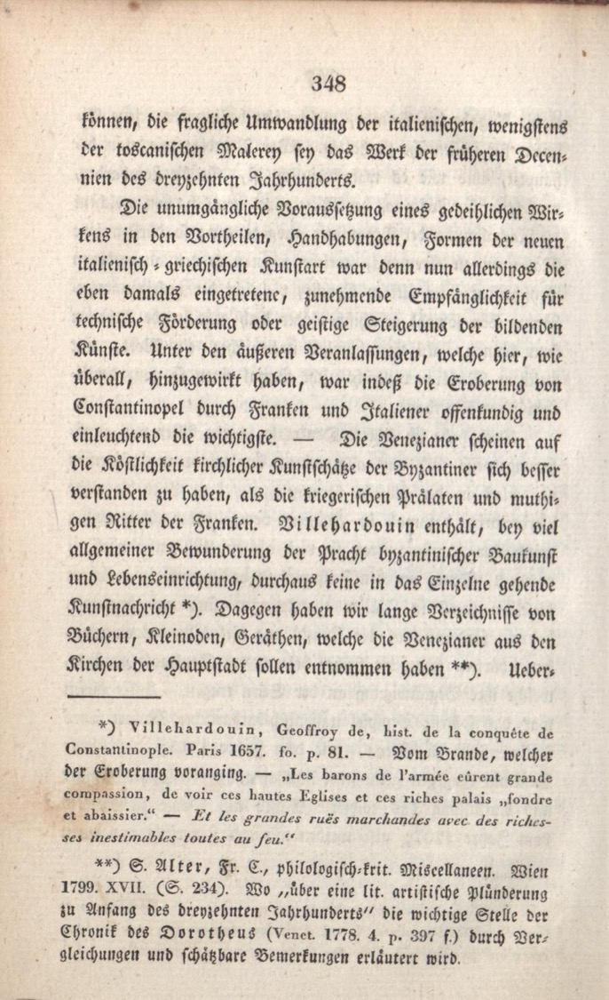 348
können, die fragliche Umwandlung der italienischen, wenigstens
der toscanischen Malerey sey das Werk der früheren Decen-
nien des dreyzehnten Jahrhunderts.
Die unumgängliche Voraussetzung eines gedeihlichen Wir-
kens in den Vortheilen, Handhabungen, Formen der neuen
italienisch-griechischen Kunstart war denn nun allerdings die
eben damals eingetretene, zunehmende Empfänglichkeit für
technische Förderung oder geistige Steigerung der bildenden
Künste. Unter den äußeren Veranlassungen, welche hier, wie
überall, hinzugewirkt haben, war indeß die Eroberung von
Constantinopel durch Franken und Italiener offenkundig und
einleuchtend die wichtigste. — Die Venezianer scheinen auf
die Köstlichkeit kirchlicher Kunstschätze der Byzantiner sich besser
verstanden zu haben, als die kriegerischen Prälaten und muthi-
gen Ritter der Franken. Villehardouin enthält, bey viel
allgemeiner Bewunderung der Pracht byzantinischer Baukunst
und Lebenseinrichtung, durchaus keine in das Einzelne gehende
Kunstnachricht *). Dagegen haben wir lange Verzeichnisse von
Büchern, Kleinoden, Geräthen, welche die Venezianer aus den
Kirchen der Hauptstadt sollen entnommen haben **). Ueber-
*) Villehardouin, Geoffroy de, hist. de la conquête de
Constantinople. Paris 1657. fo. p. 81. — Vom Brande, welcher
der Eroberung voranging. — „Les barons de l'armée eûrent grande
compassion, de voir ces hautes Eglises et ces riches palais „fondre
et abaissier.“ — Et les grandes ruës marchandes avec des riches-
ses inestimables toutes au feu.“
**) S. Alter, Fr. C., philologisch-krit. Miscellaneen. Wien
1799. XVII. (S. 234). Wo „über eine lit. artistische Plünderung
zu Anfang des dreyzehnten Jahrhunderts“ die wichtige Stelle der
Chronik des Dorotheus (Venet. 1778. 4. p. 397 f.) durch Ver-
gleichungen und schätzbare Bemerkungen erläutert wird.